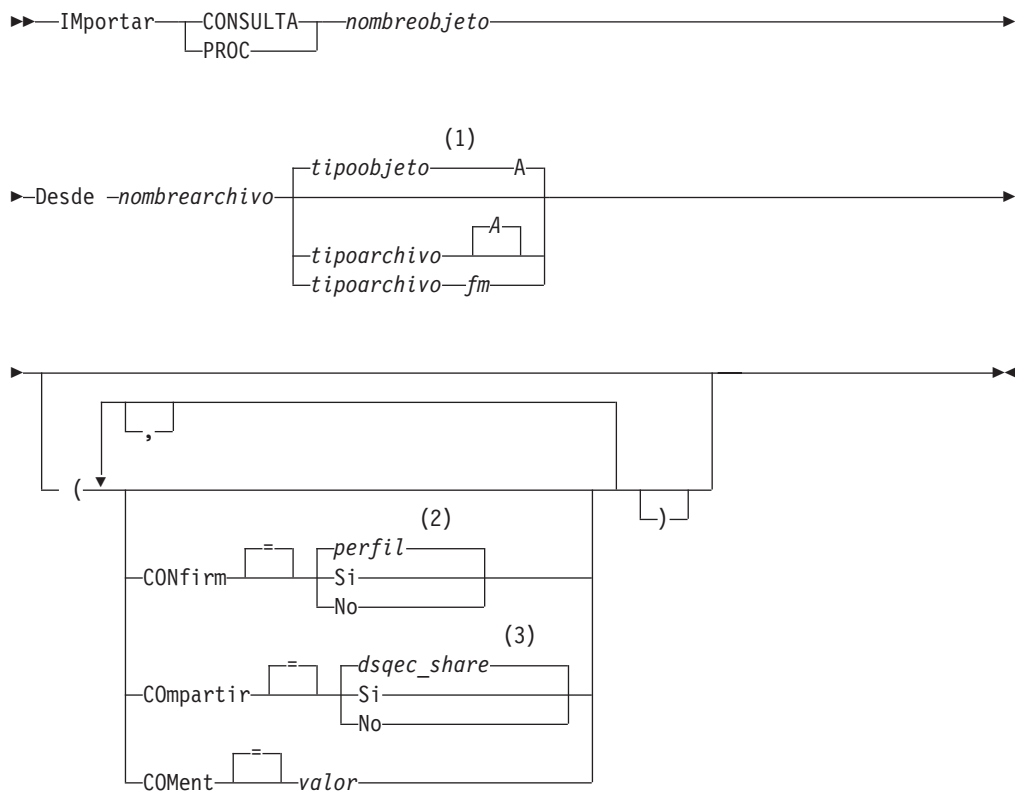 IMportar CONSULTA nombreobjeto
PROC
(1)
tipoobjeto A
Desde nombrearchivo
A
tipoarchivo
tipoarchivo fm
,
( )
(2)
= perfil
CONfirm Si
No
(3)
= dsqec_share
COmpartir Si
No
=
COMent valor